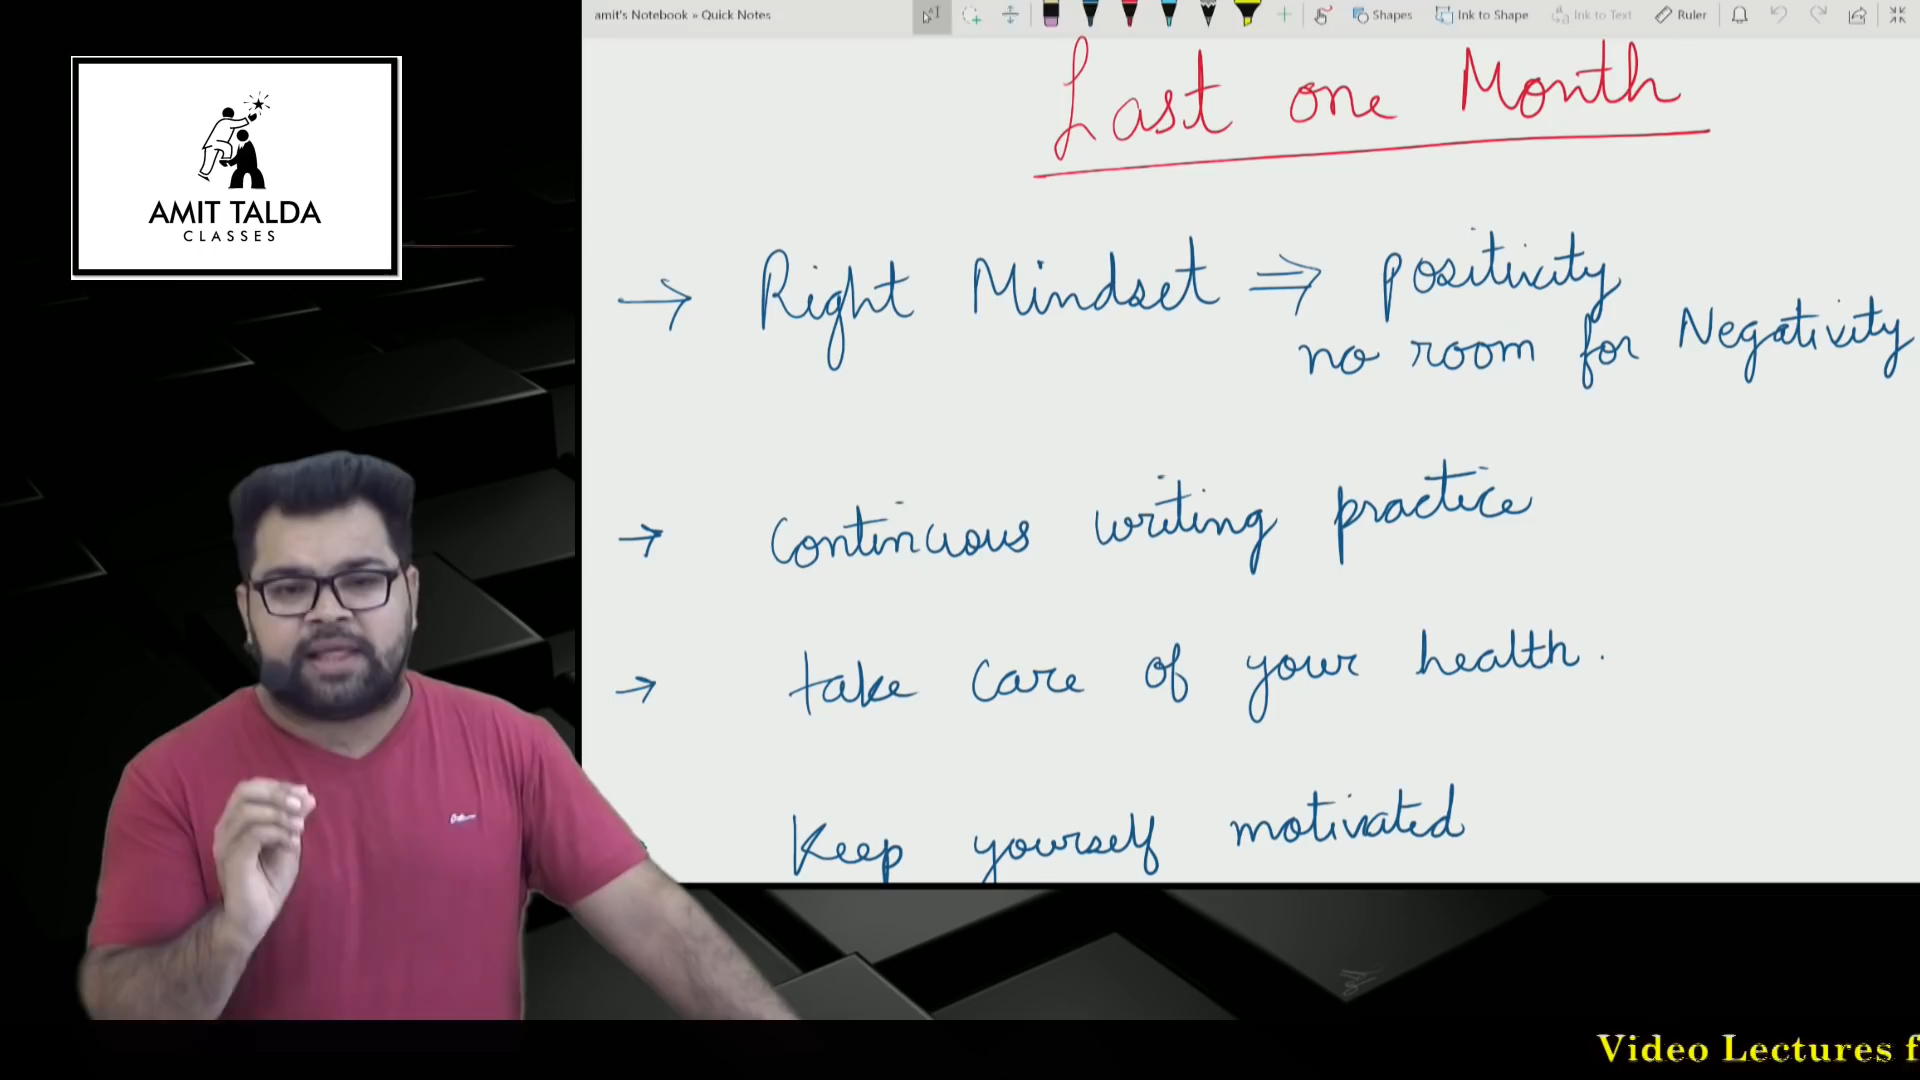 amit's Notebook » Quick Notes
Shapes
Ink to Shape
Ink to Text
Ruler
AMIT TALDA
CLASSES
Last one Month
→ Right Mindset ⇒ positivity
no room for Negativity
→ Continuous writing practice
→ take care of your health.
Keep yourself motivated
Video Lectures f